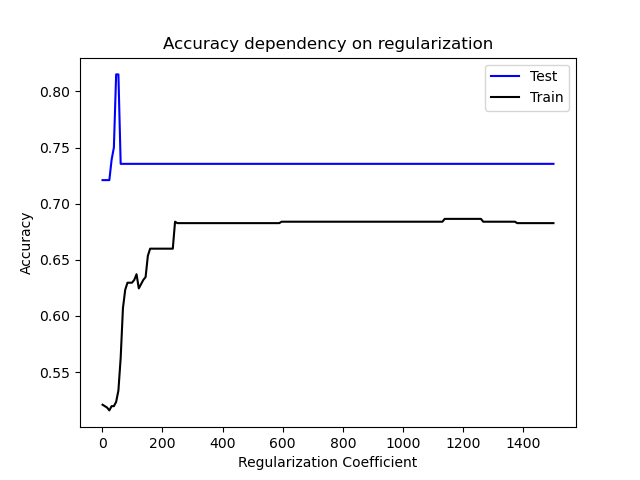 Accuracy dependency on regularization
Test
Train
0.80
0.75
0.70
0.65
0.60
0.55
Accuracy
0 200 400 600 800 1000 1200 1400
Regularization Coefficient